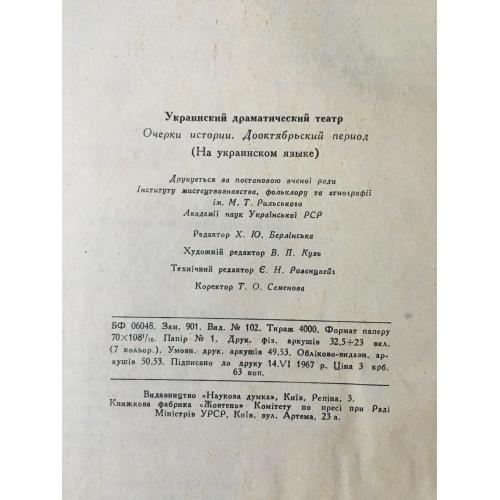 Украинский драматический театр
Очерки истории. Дооктябрьский период
(На украинском языке)
Друкується за постановою вченої ради
Інституту мистецтвознавства, фольклору та етнографії
ім. М. Т. Рильського
Академії наук Української РСР
Редактор Х. Ю. Берлінська
Художній редактор В. П. Кузь
Технічний редактор Є. Н. Розенцвейг
Коректор Т. О. Семенова
БФ 06048. Зам. 901. Вид. № 102. Тираж 4000. Формат паперу
70×108¹/₁₆. Папір № 1. Друк. фіз. аркушів 32,5+23 вкл.
(7 кольор.). Умовн. друк. аркушів 49,53. Обліково-видавн. ар-
кушів 50,53. Підписано до друку 14.VI 1967 р. Ціна 3 крб.
63 коп.
Видавництво «Наукова думка», Київ, Репіна, 3.
Книжкова фабрика «Жовтень» Комітету по пресі при Раді
Міністрів УРСР, Київ, вул. Артема, 23 а.